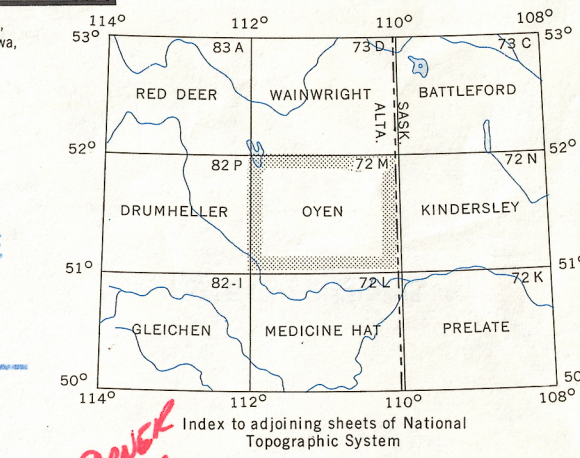 wa,
114° 112° 110° 108°
53° 83 A 73 D 73 C 53°
RED DEER WAINWRIGHT BATTLEFORD
ALTA. SASK.
52° 82 P 72 M 72 N 52°
DRUMHELLER OYEN KINDERSLEY
51° 82-I 72 L 72 K 51°
GLEICHEN MEDICINE HAT PRELATE
50° 50
114° 112° 110° 108°
Index to adjoining sheets of National
Topographic System